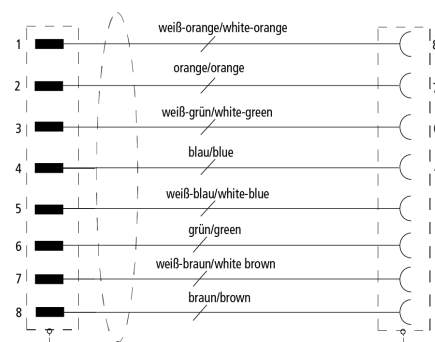 1 weiß-orange/white-orange 8
2 orange/orange
3 weiß-grün/white-green
4 blau/blue
5 weiß-blau/white-blue
6 grün/green
7 weiß-braun/white brown
8 braun/brown